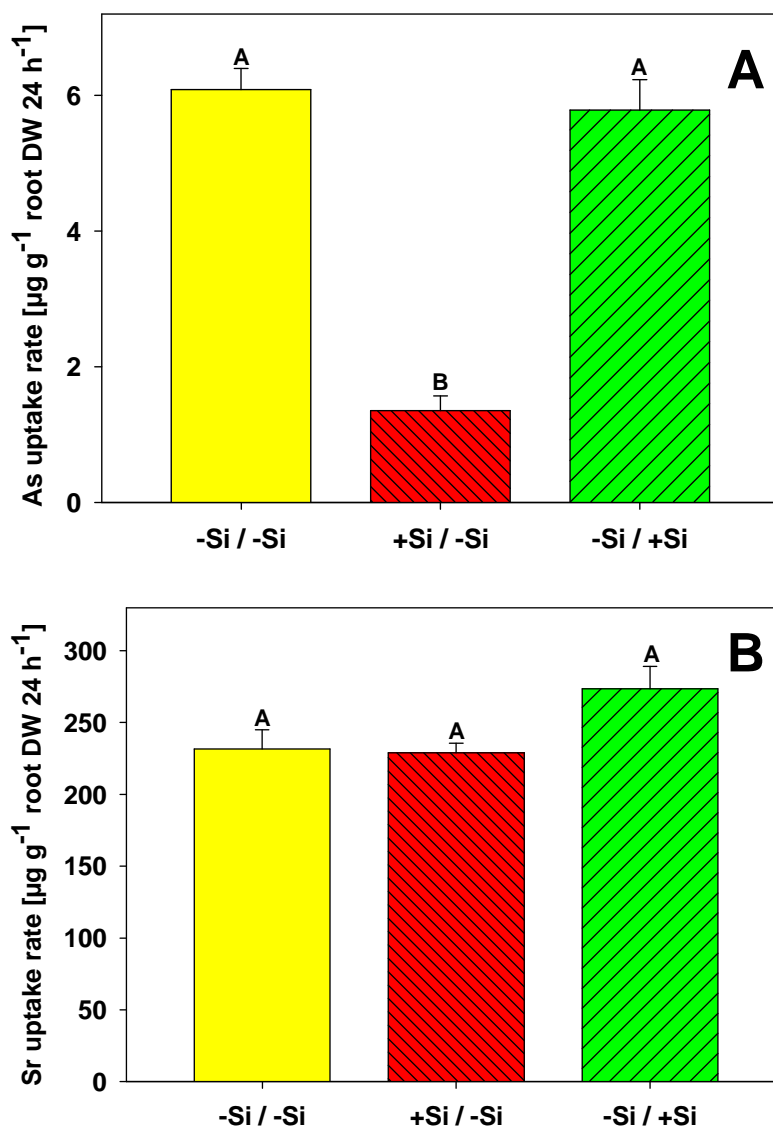 A
As uptake rate [µg g⁻¹ root DW 24 h⁻¹]
6
4
2
0
A
B
A
-Si / -Si
+Si / -Si
-Si / +Si
B
Sr uptake rate [µg g⁻¹ root DW 24 h⁻¹]
300
250
200
150
100
50
0
A
A
A
-Si / -Si
+Si / -Si
-Si / +Si